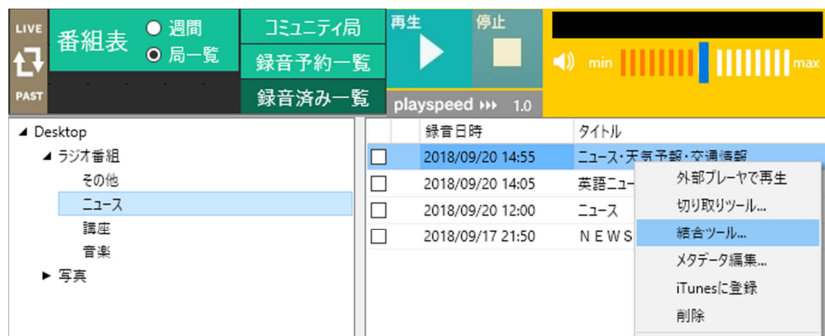 LIVE
PAST
番組表
週間
局一覧
コミュニティ局
録音予約一覧
録音済み一覧
再生
停止
playspeed 1.0
min
max
Desktop
ラジオ番組
その他
ニュース
講座
音楽
写真
録音日時 タイトル
2018/09/20 14:55 ニュース・天気予報・交通情報
2018/09/20 14:05 英語ニュー
2018/09/20 12:00 ニュース
2018/09/17 21:50 ＮＥＷＳ
外部プレーヤで再生
切り取りツール...
結合ツール...
メタデータ編集...
iTunesに登録
削除